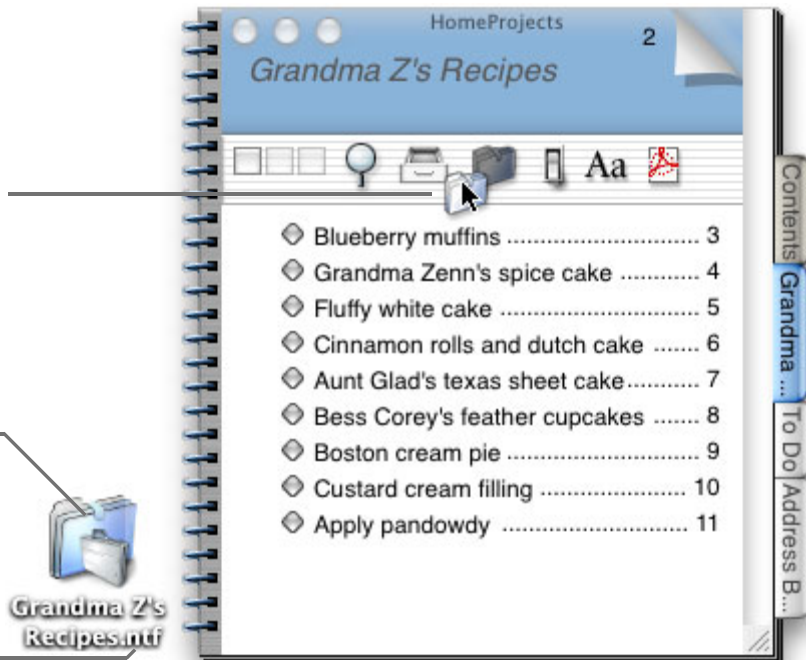 HomeProjects
2
Grandma Z's Recipes
Aa
Blueberry muffins ................................ 3
Grandma Zenn's spice cake ............ 4
Fluffy white cake ................................. 5
Cinnamon rolls and dutch cake ....... 6
Aunt Glad's texas sheet cake........... 7
Bess Corey's feather cupcakes ....... 8
Boston cream pie ................................ 9
Custard cream filling ........................ 10
Apply pandowdy .............................. 11
Contents
Grandma ...
To Do
Address B...
Grandma Z's
Recipes.ntf